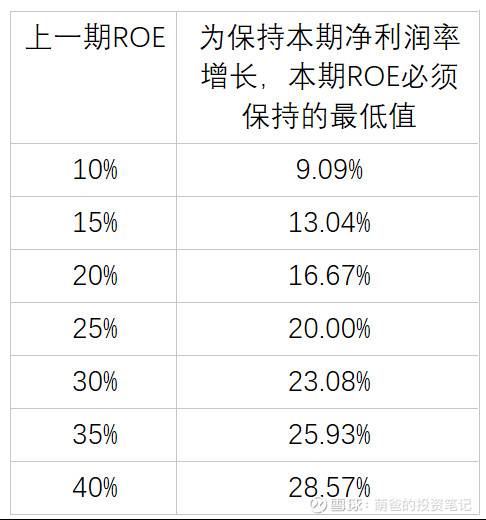 上一期ROE
为保持本期净利润率
增长，本期ROE必须
保持的最低值
10%
9.09%
15%
13.04%
20%
16.67%
25%
20.00%
30%
23.08%
35%
25.93%
40%
28.57%
雪球：萌爸的投资笔记